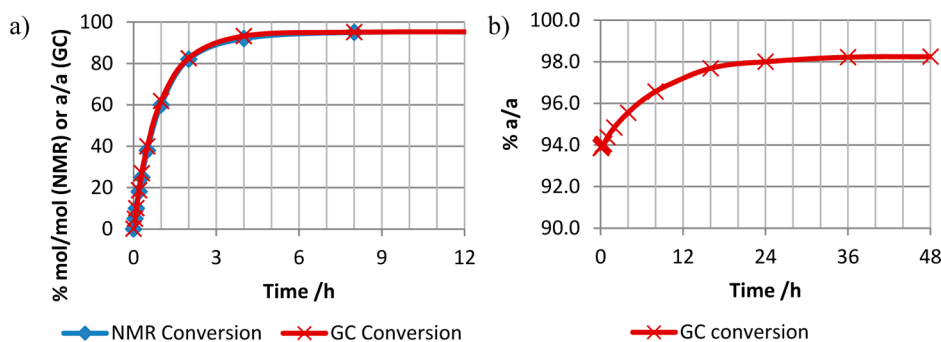 a)
% mol/mol (NMR) or a/a (GC)
100
80
60
40
20
0
0 3 6 9 12
Time /h
NMR Conversion GC Conversion
b)
% a/a
100.0
98.0
96.0
94.0
92.0
90.0
0 12 24 36 48
Time /h
GC conversion